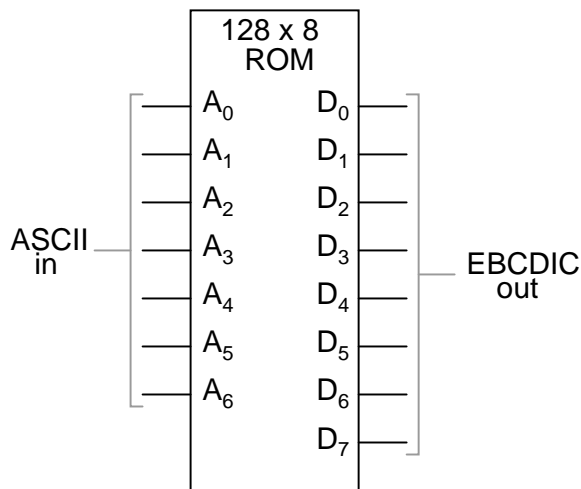 128 x 8
ROM
A0 D0
A1 D1
A2 D2
A3 D3
A4 D4
A5 D5
A6 D6
D7
ASCII
in
EBCDIC
out